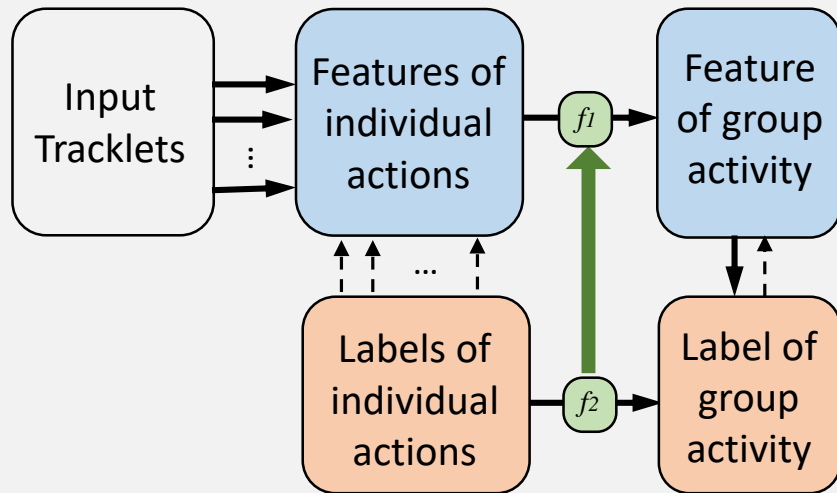 Input
Tracklets
...
Features of
individual
actions
f1
Feature
of group
activity
...
Labels of
individual
actions
f2
Label of
group
activity